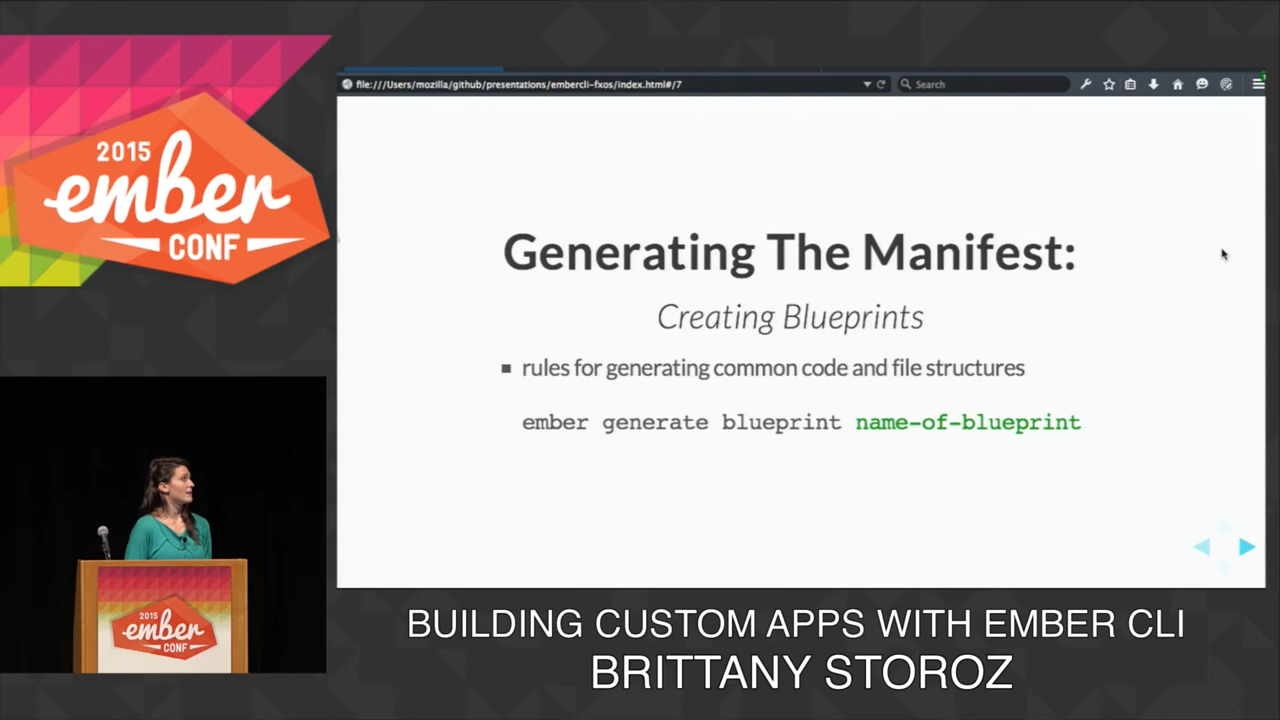 2015
ember
CONF
file:///Users/mozilla/github/presentations/embercli-fxos/index.html#/7
Search
Generating The Manifest:
Creating Blueprints
rules for generating common code and file structures
ember generate blueprint name-of-blueprint
2015
ember
CONF
BUILDING CUSTOM APPS WITH EMBER CLI
BRITTANY STOROZ